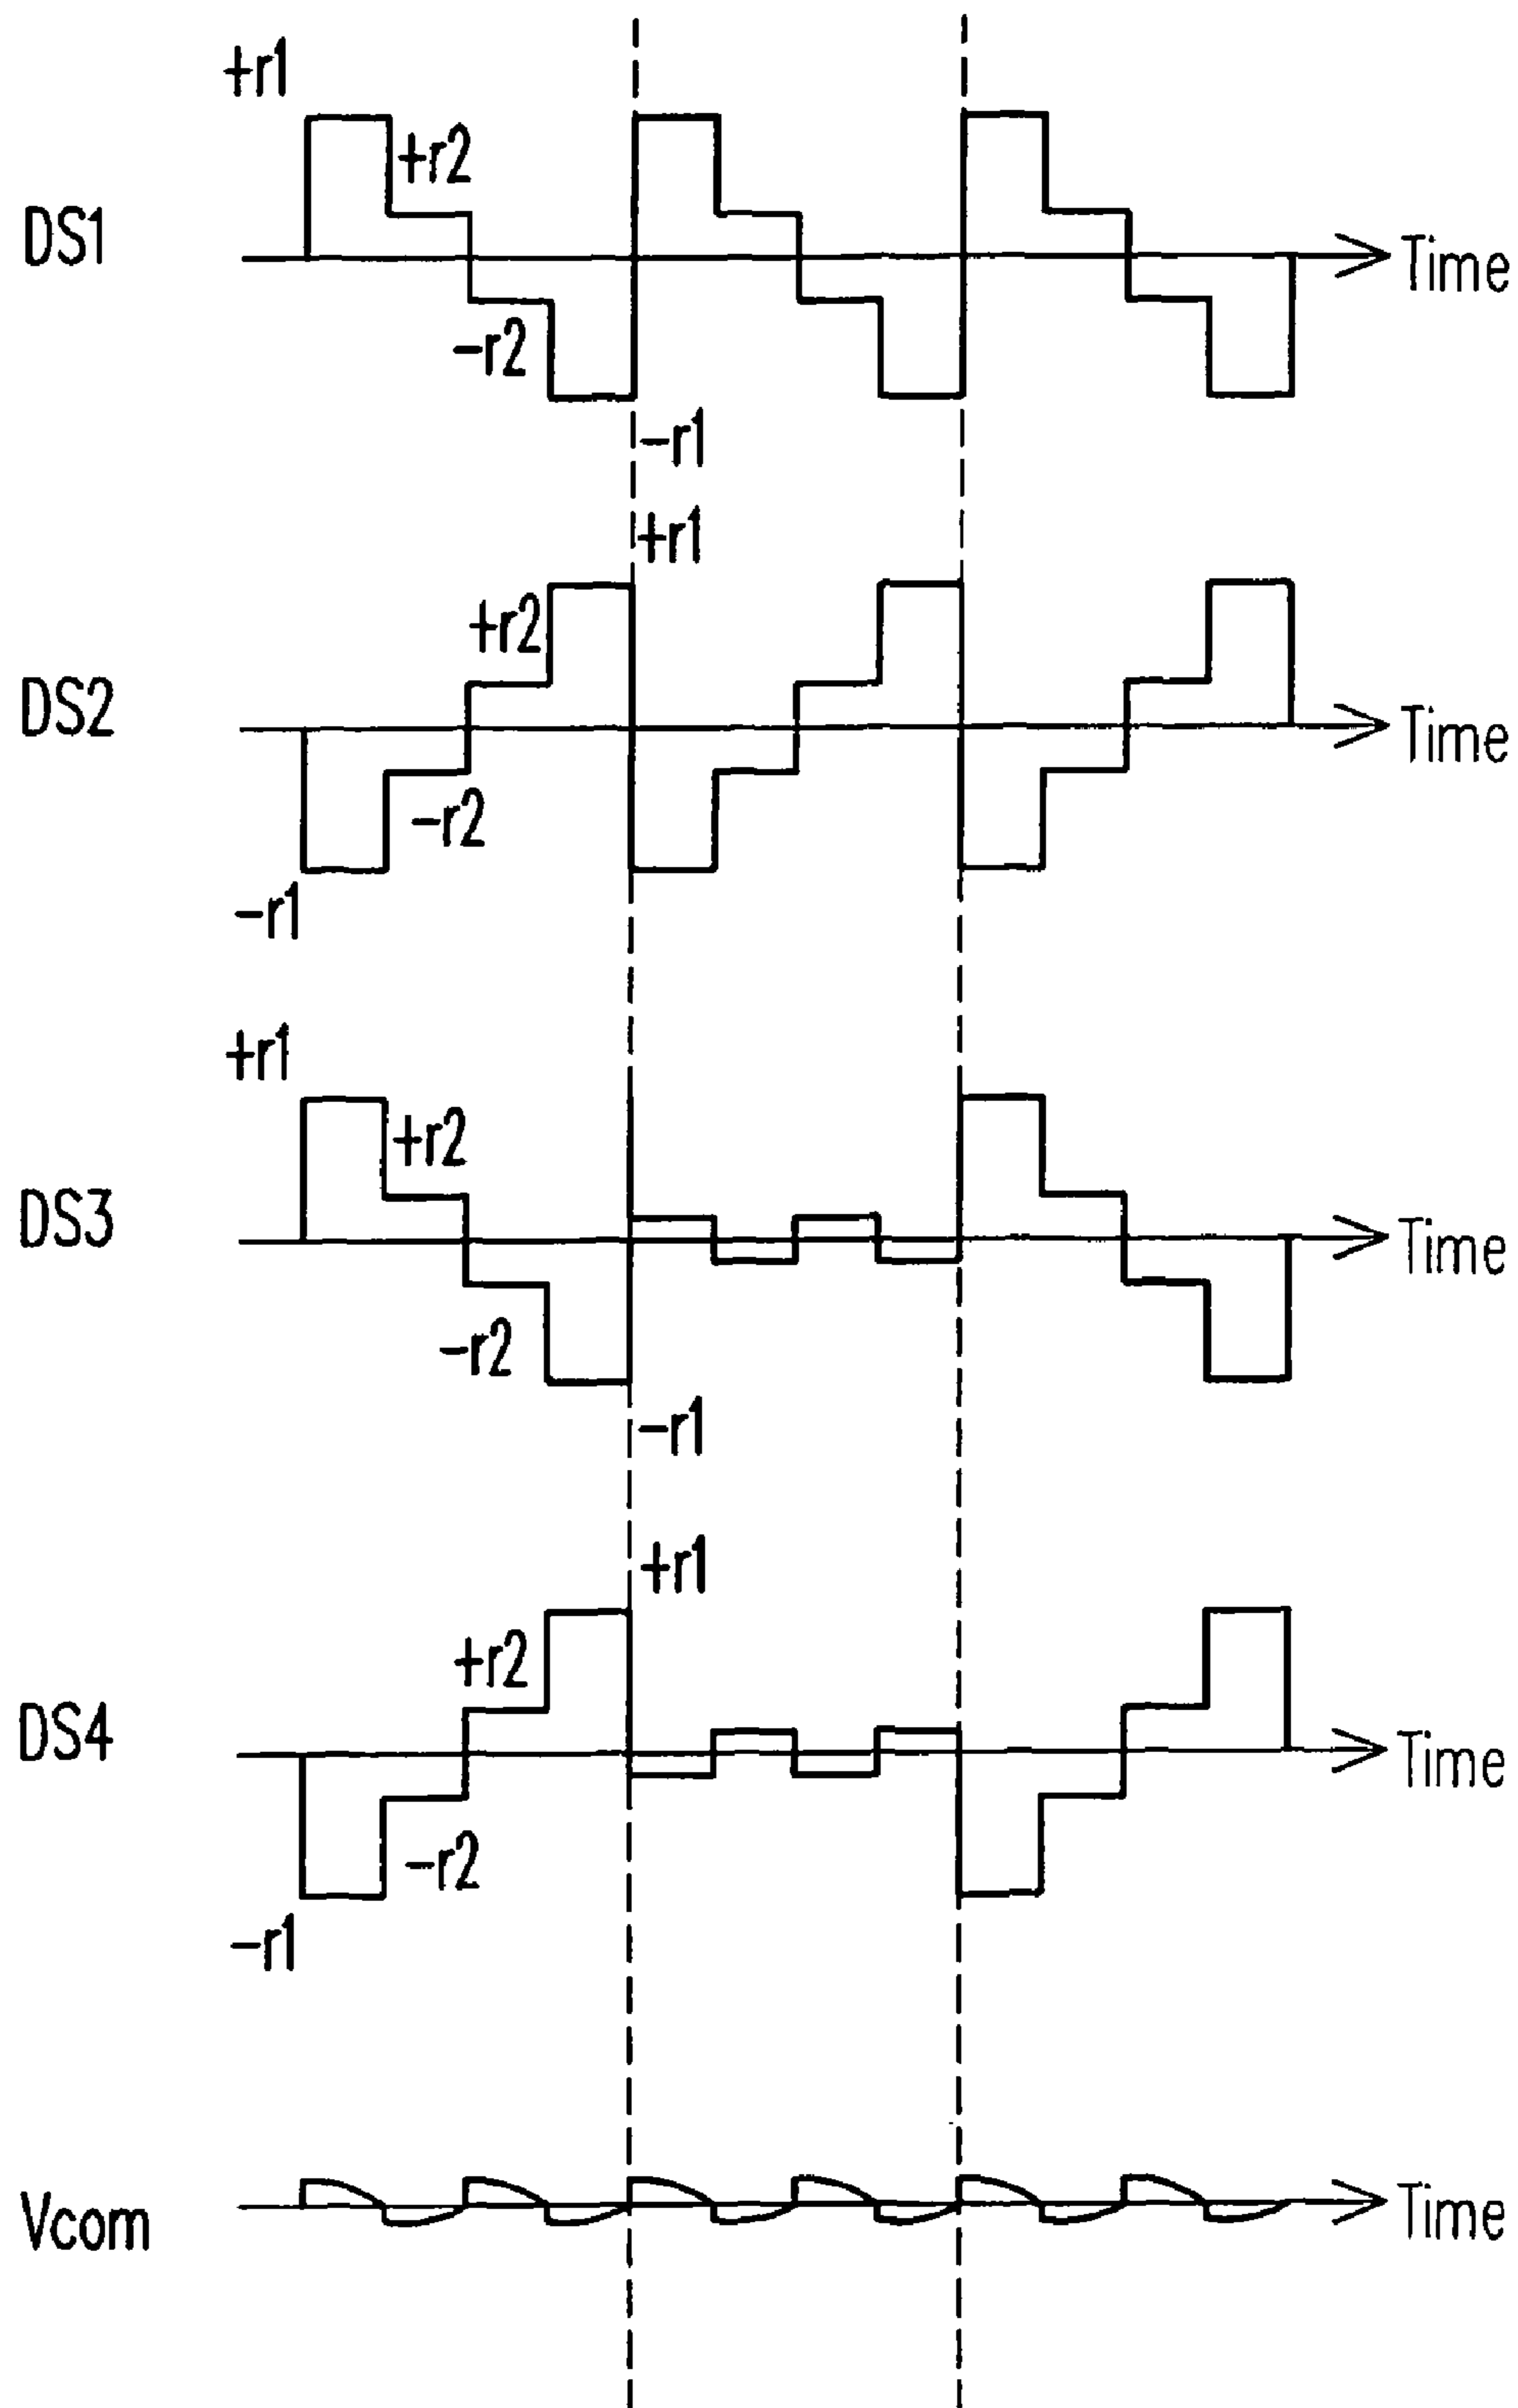 +r1
+r2
DS1
Time
-r2
-r1
+r1
+r2
DS2
Time
-r2
-r1
+r1
+r2
DS3
Time
-r2
-r1
+r1
+r2
DS4
Time
-r2
-r1
Vcom
Time